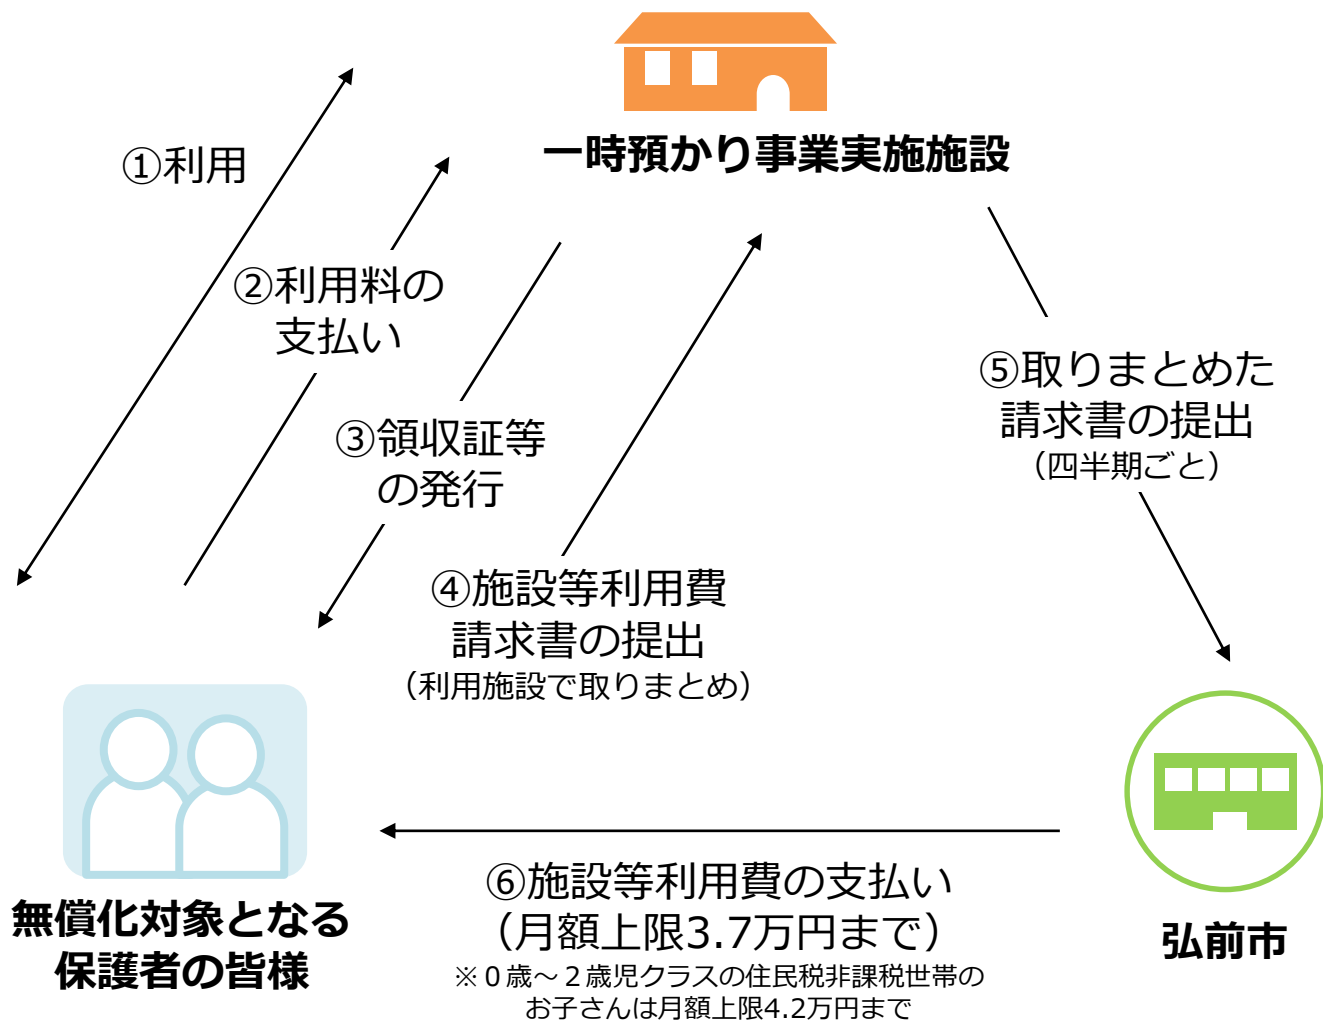 一時預かり事業実施施設
①利用
②利用料の
支払い
③領収証等
の発行
④施設等利用費
請求書の提出
（利用施設で取りまとめ）
⑤取りまとめた
請求書の提出
（四半期ごと）
⑥施設等利用費の支払い
（月額上限3.7万円まで）
※０歳～２歳児クラスの住民税非課税世帯の
お子さんは月額上限4.2万円まで
無償化対象となる
保護者の皆様
弘前市